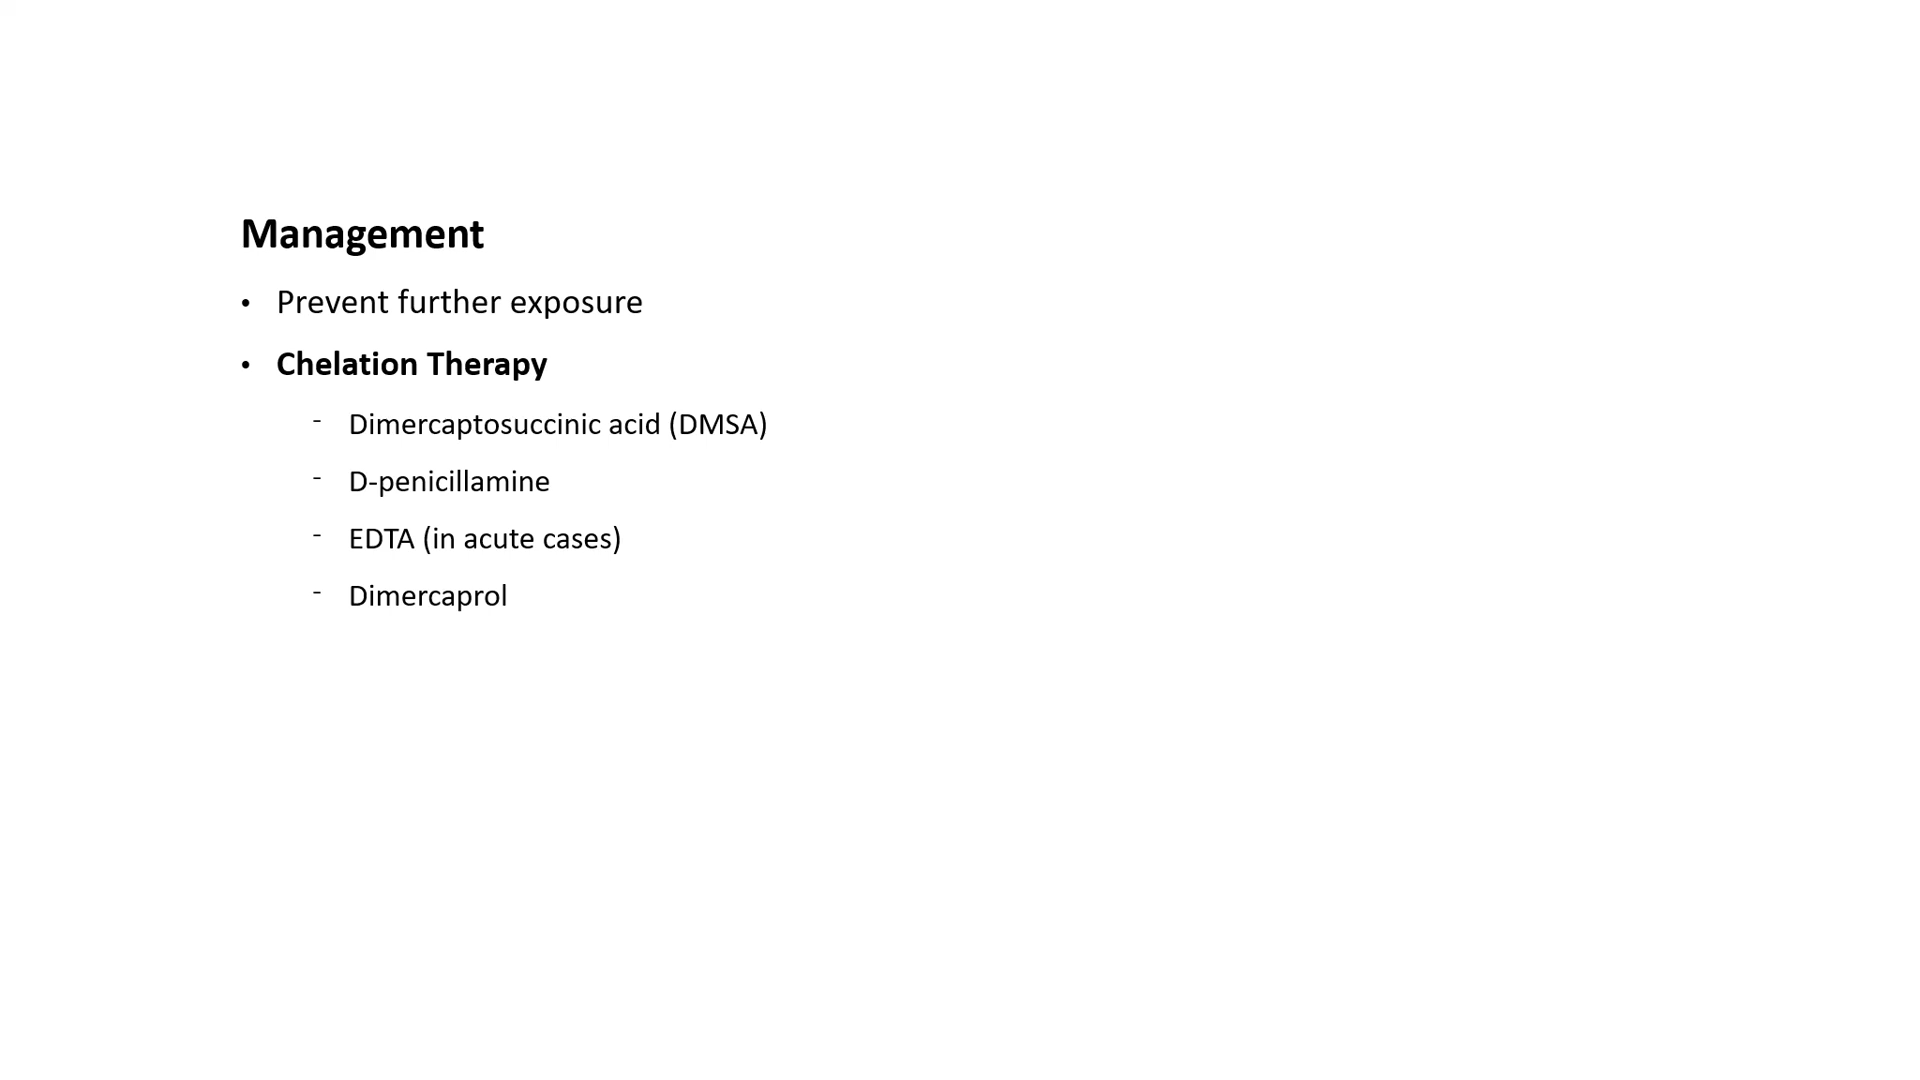 Management
• Prevent further exposure
• Chelation Therapy
- Dimercaptosuccinic acid (DMSA)
- D-penicillamine
- EDTA (in acute cases)
- Dimercaprol